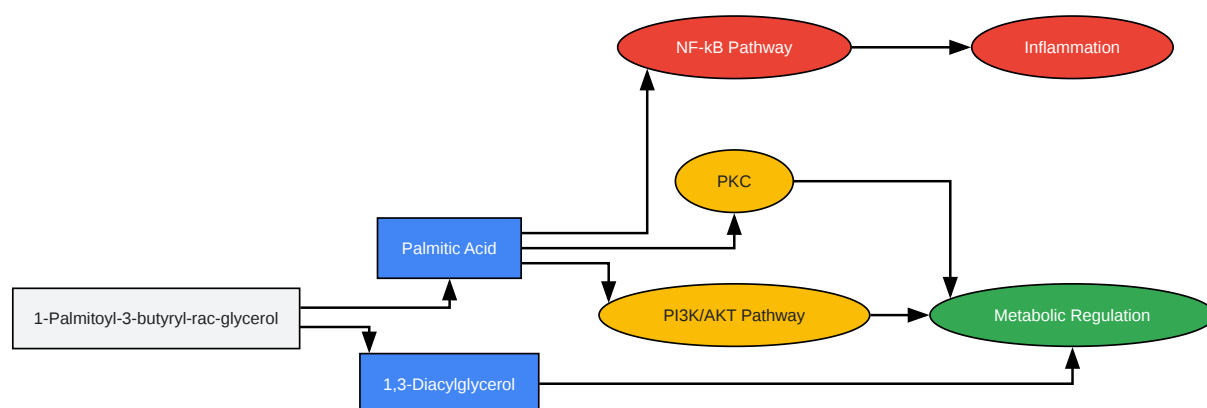 NF-kB Pathway
Inflammation
PKC
Palmitic Acid
1-Palmitoyl-3-butyryl-rac-glycerol
PI3K/AKT Pathway
Metabolic Regulation
1,3-Diacylglycerol